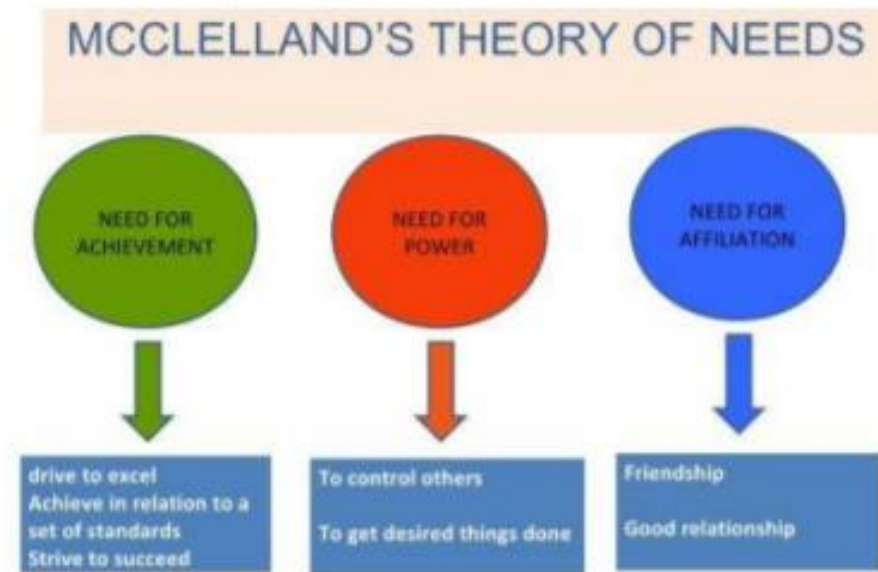 MCCLELLAND'S THEORY OF NEEDS
NEED FOR
ACHIEVEMENT
NEED FOR
POWER
NEED FOR
AFFILIATION
drive to excel
Achieve in relation to a
set of standards
Strive to succeed
To control others
To get desired things done
Friendship
Good relationship